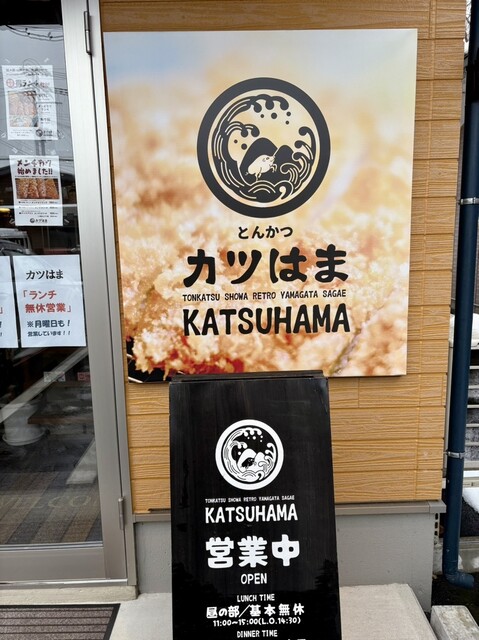 メンチカツ
始めました!!
カツはま
「ランチ
無休営業」
※月曜日も!
営業しています!!
とんかつ
カツはま
TONKATSU SHOWA RETRO YAMAGATA SAGAE
KATSUHAMA
TONKATSU SHOWA RETRO YAMAGATA SAGAE
KATSUHAMA
営業中
OPEN
LUNCH TIME
昼の部/基本無休
11:00~15:00(L.O.14:30)
DINNER TIME